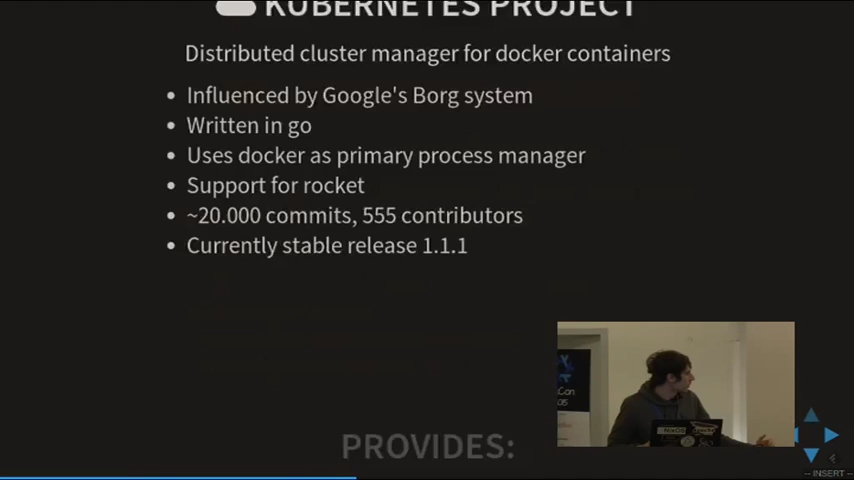 KUBERNETES PROJECT
Distributed cluster manager for docker containers
• Influenced by Google's Borg system
• Written in go
• Uses docker as primary process manager
• Support for rocket
• ~20.000 commits, 555 contributors
• Currently stable release 1.1.1
PROVIDES:
NixOS
-- INSERT --